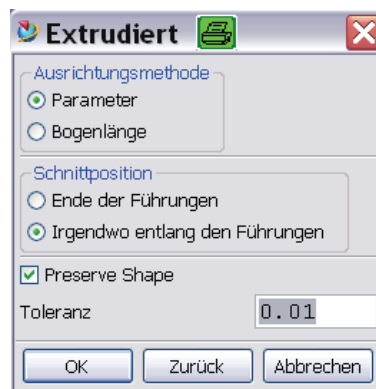 Extrudiert
Ausrichtungsmethode
Parameter
Bogenlänge
Schnittposition
Ende der Führungen
Irgendwo entlang den Führungen
Preserve Shape
Toleranz 0.01
OK Zurück Abbrechen